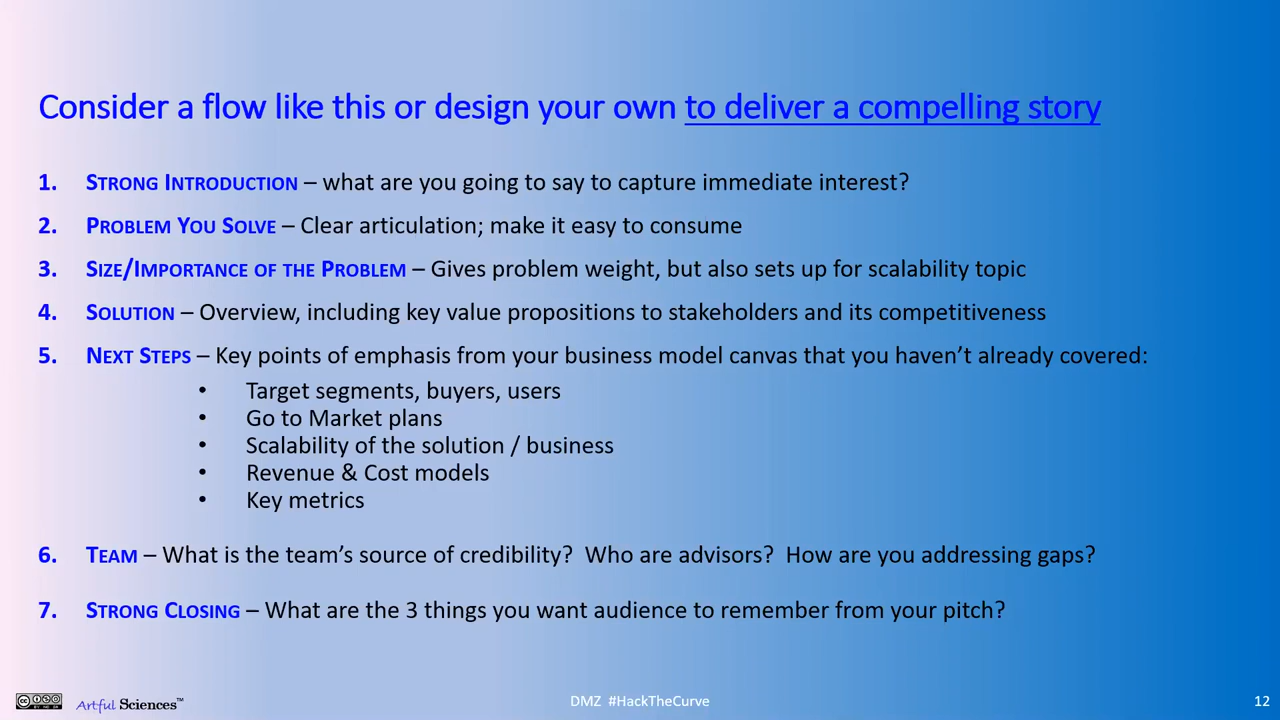 Consider a flow like this or design your own to deliver a compelling story
1. STRONG INTRODUCTION – what are you going to say to capture immediate interest?
2. PROBLEM YOU SOLVE – Clear articulation; make it easy to consume
3. SIZE/IMPORTANCE OF THE PROBLEM – Gives problem weight, but also sets up for scalability topic
4. SOLUTION – Overview, including key value propositions to stakeholders and its competitiveness
5. NEXT STEPS – Key points of emphasis from your business model canvas that you haven't already covered:
• Target segments, buyers, users
• Go to Market plans
• Scalability of the solution / business
• Revenue & Cost models
• Key metrics
6. TEAM – What is the team's source of credibility? Who are advisors? How are you addressing gaps?
7. STRONG CLOSING – What are the 3 things you want audience to remember from your pitch?
cc BY NC SA Artful Sciences™
DMZ #HackTheCurve
12